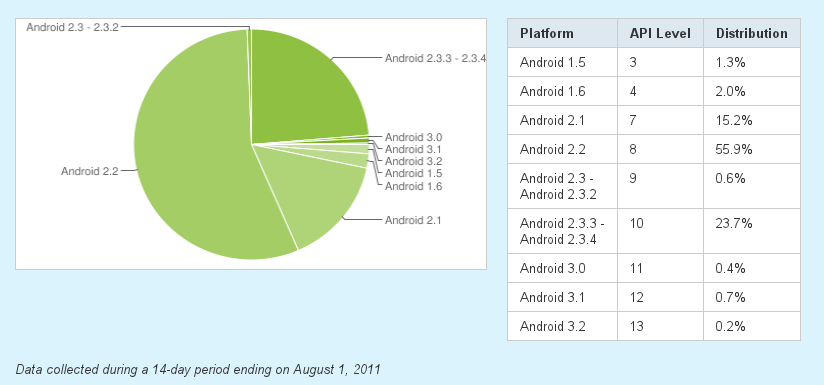 Android 2.3 - 2.3.2
Android 2.3.3 - 2.3.4
Android 3.0
Android 3.1
Android 3.2
Android 1.5
Android 1.6
Android 2.2
Android 2.1
Platform API Level Distribution
Android 1.5 3 1.3%
Android 1.6 4 2.0%
Android 2.1 7 15.2%
Android 2.2 8 55.9%
Android 2.3 - 9 0.6%
Android 2.3.2
Android 2.3.3 - 10 23.7%
Android 2.3.4
Android 3.0 11 0.4%
Android 3.1 12 0.7%
Android 3.2 13 0.2%
Data collected during a 14-day period ending on August 1, 2011